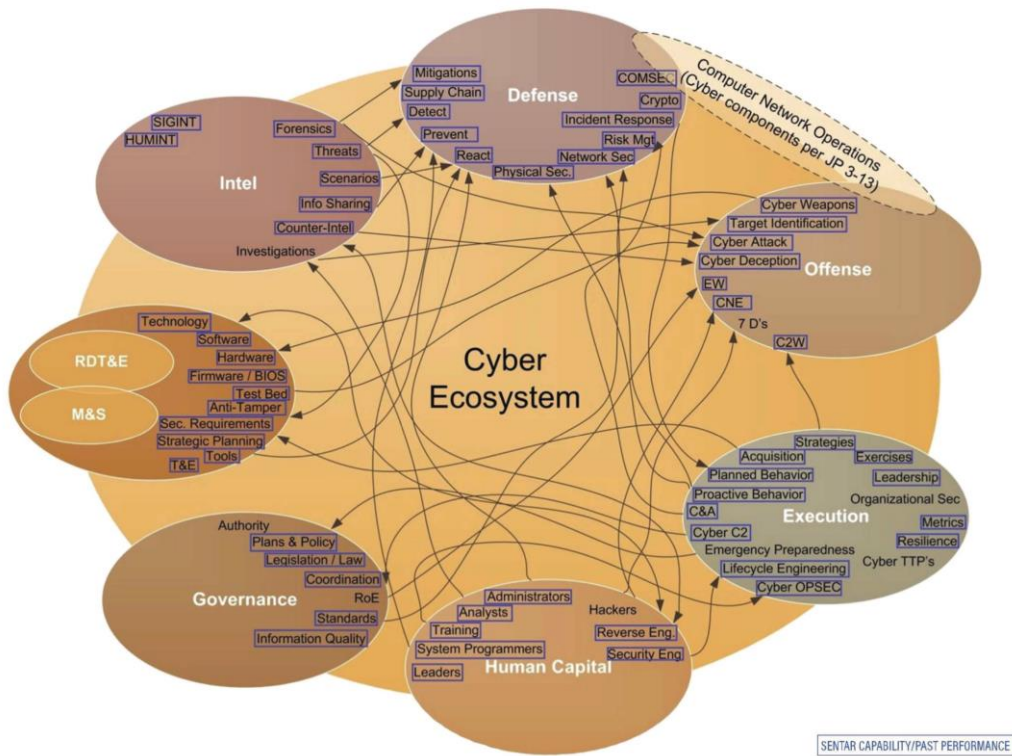 Mitigations
Supply Chain
Detect
Prevent
React
Defense
COMSEC
Crypto
Incident Response
Risk Mgt
Network Sec
Physical Sec.
Computer Network Operations
(Cyber components per JP 3-13)
SIGINT
HUMINT
Intel
Forensics
Threats
Scenarios
Info Sharing
Counter-Intel
Investigations
Cyber Weapons
Target Identification
Cyber Attack
Cyber Deception
Offense
EW
CNE
7 D's
C2W
Technology
Software
Hardware
Firmware / BIOS
Test Bed
Anti-Tamper
Sec. Requirements
Strategic Planning
Tools
T&E
RDT&E
M&S
Cyber
Ecosystem
Strategies
Acquisition
Exercises
Planned Behavior
Leadership
Proactive Behavior
Organizational Sec
C&A
Execution
Metrics
Cyber C2
Resilience
Emergency Preparedness
Cyber TTP's
Lifecycle Engineering
Cyber OPSEC
Authority
Plans & Policy
Legislation / Law
Coordination
Governance
RoE
Standards
Information Quality
Administrators
Analysts
Hackers
Training
Reverse Eng.
System Programmers
Security Eng
Human Capital
Leaders
SENTAR CAPABILITY/PAST PERFORMANCE